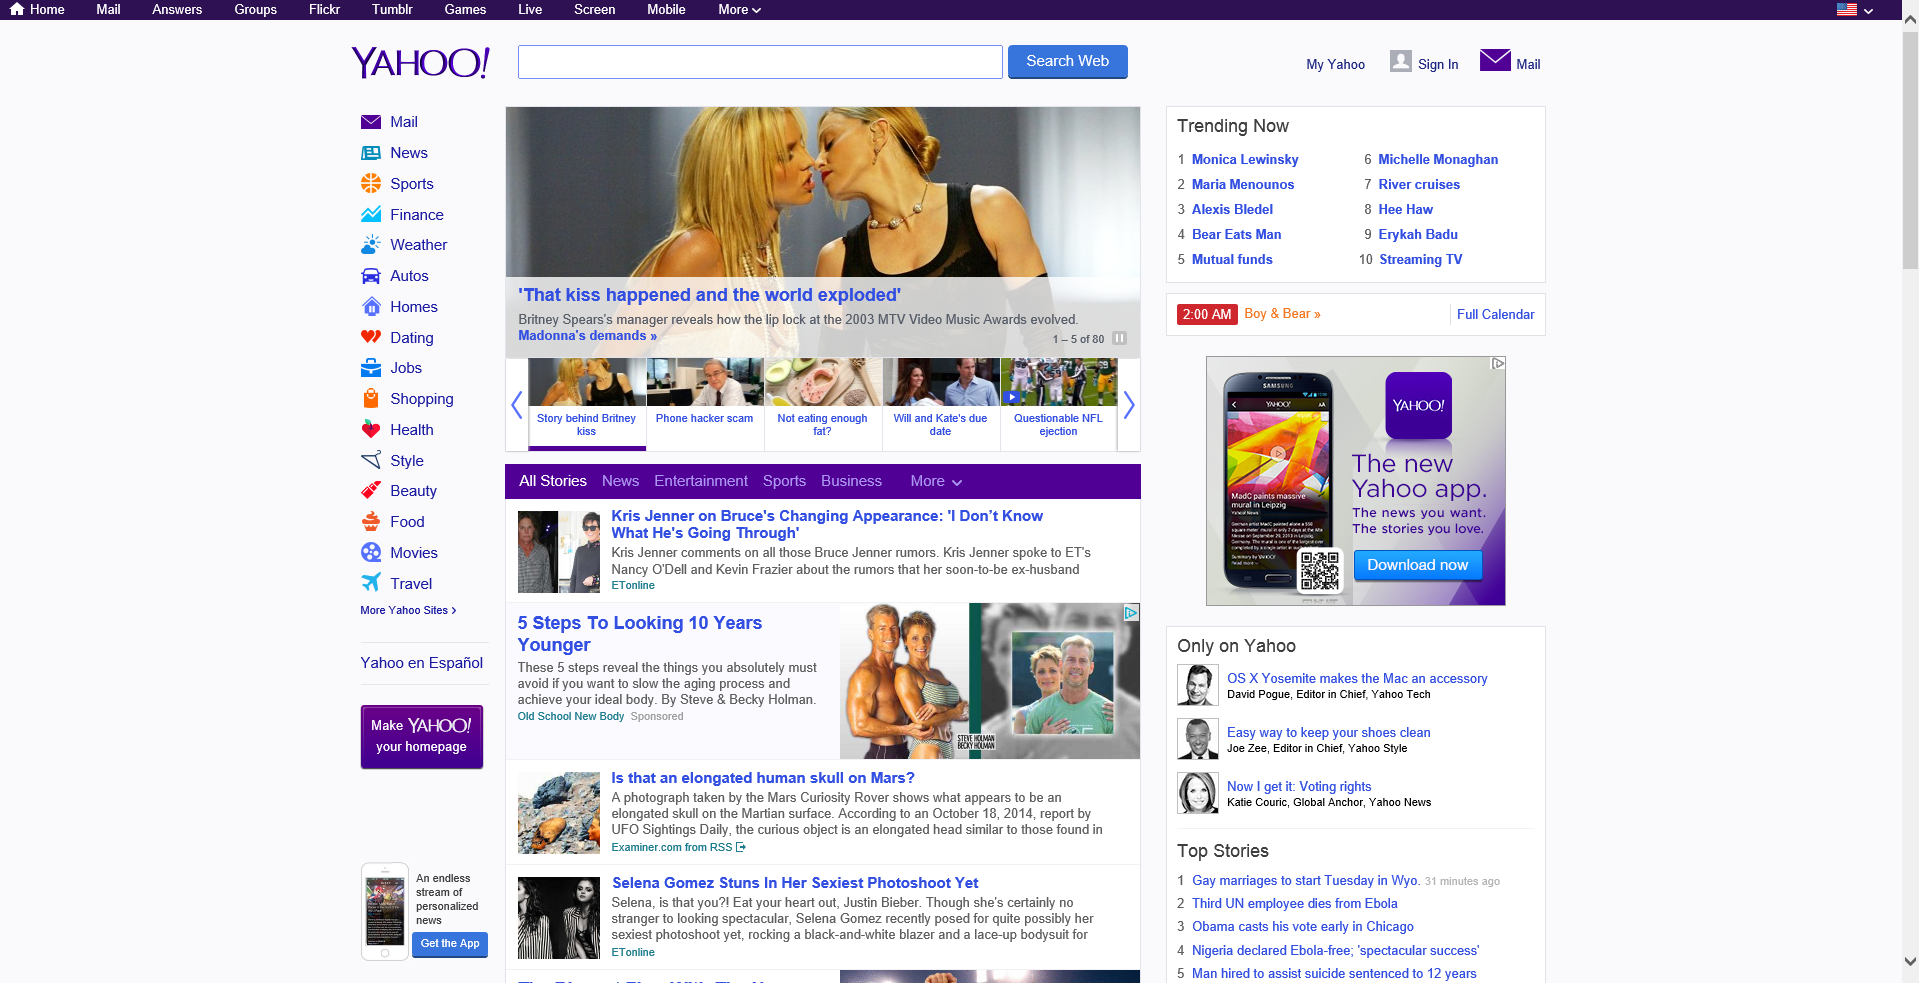 Home Mail Answers Groups Flickr Tumblr Games Live Screen Mobile More
YAHOO!
Search Web
My Yahoo Sign In Mail
Mail
News
Sports
Finance
Weather
Autos
Homes
Dating
Jobs
Shopping
Health
Style
Beauty
Food
Movies
Travel
More Yahoo Sites >
Yahoo en Español
Make YAHOO!
your homepage
An endless
stream of
personalized
news
Get the App
'That kiss happened and the world exploded'
Britney Spears's manager reveals how the lip lock at the 2003 MTV Video Music Awards evolved.
Madonna's demands »
1 – 5 of 80
Story behind Britney
kiss
Phone hacker scam
Not eating enough
fat?
Will and Kate's due
date
Questionable NFL
ejection
All Stories News Entertainment Sports Business More
Kris Jenner on Bruce's Changing Appearance: 'I Don't Know
What He's Going Through'
Kris Jenner comments on all those Bruce Jenner rumors. Kris Jenner spoke to ET's
Nancy O'Dell and Kevin Frazier about the rumors that her soon-to-be ex-husband
ETonline
5 Steps To Looking 10 Years
Younger
These 5 steps reveal the things you absolutely must
avoid if you want to slow the aging process and
achieve your ideal body. By Steve & Becky Holman.
Old School New Body Sponsored
STEVE HOLMAN
BECKY HOLMAN
Is that an elongated human skull on Mars?
A photograph taken by the Mars Curiosity Rover shows what appears to be an
elongated skull on the Martian surface. According to an October 18, 2014, report by
UFO Sightings Daily, the curious object is an elongated head similar to those found in
Examiner.com from RSS
Selena Gomez Stuns In Her Sexiest Photoshoot Yet
Selena, is that you?! Eat your heart out, Justin Bieber. Though she's certainly no
stranger to looking spectacular, Selena Gomez recently posed for quite possibly her
sexiest photoshoot yet, rocking a black-and-white blazer and a lace-up bodysuit for
ETonline
Trending Now
1 Monica Lewinsky
2 Maria Menounos
3 Alexis Bledel
4 Bear Eats Man
5 Mutual funds
6 Michelle Monaghan
7 River cruises
8 Hee Haw
9 Erykah Badu
10 Streaming TV
2:00 AM Boy & Bear » Full Calendar
SAMSUNG
YAHOO!
MadC paints massive
mural in Leipzig
Yahoo News
YAHOO!
The new
Yahoo app.
The news you want.
The stories you love.
Download now
Only on Yahoo
OS X Yosemite makes the Mac an accessory
David Pogue, Editor in Chief, Yahoo Tech
Easy way to keep your shoes clean
Joe Zee, Editor in Chief, Yahoo Style
Now I get it: Voting rights
Katie Couric, Global Anchor, Yahoo News
Top Stories
1 Gay marriages to start Tuesday in Wyo. 31 minutes ago
2 Third UN employee dies from Ebola
3 Obama casts his vote early in Chicago
4 Nigeria declared Ebola-free; 'spectacular success'
5 Man hired to assist suicide sentenced to 12 years